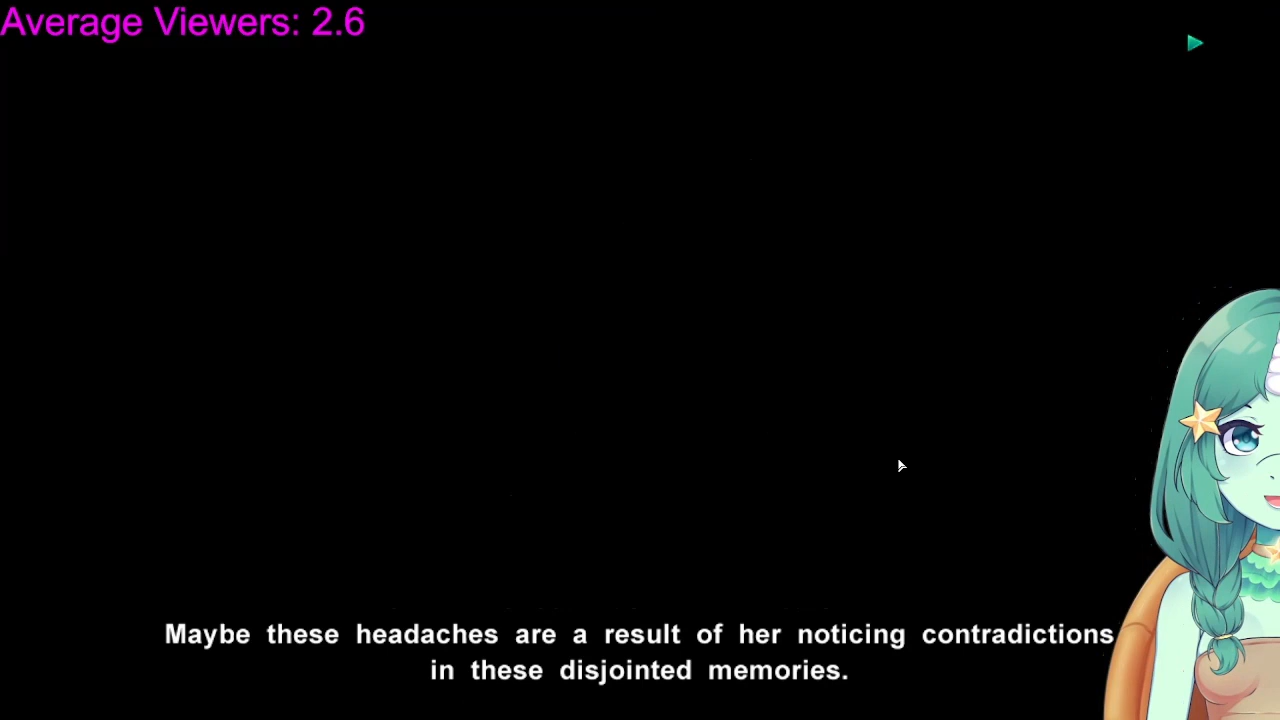 Average Viewers: 2.6
Maybe these headaches are a result of her noticing contradictions
in these disjointed memories.